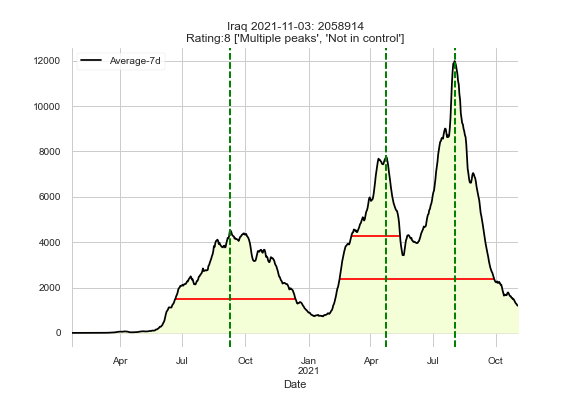 Iraq 2021-11-03: 2058914
Rating:8 ['Multiple peaks', 'Not in control']
Average-7d
12000
10000
8000
6000
4000
2000
0
Apr Jul Oct Jan Apr Jul Oct
2021
Date